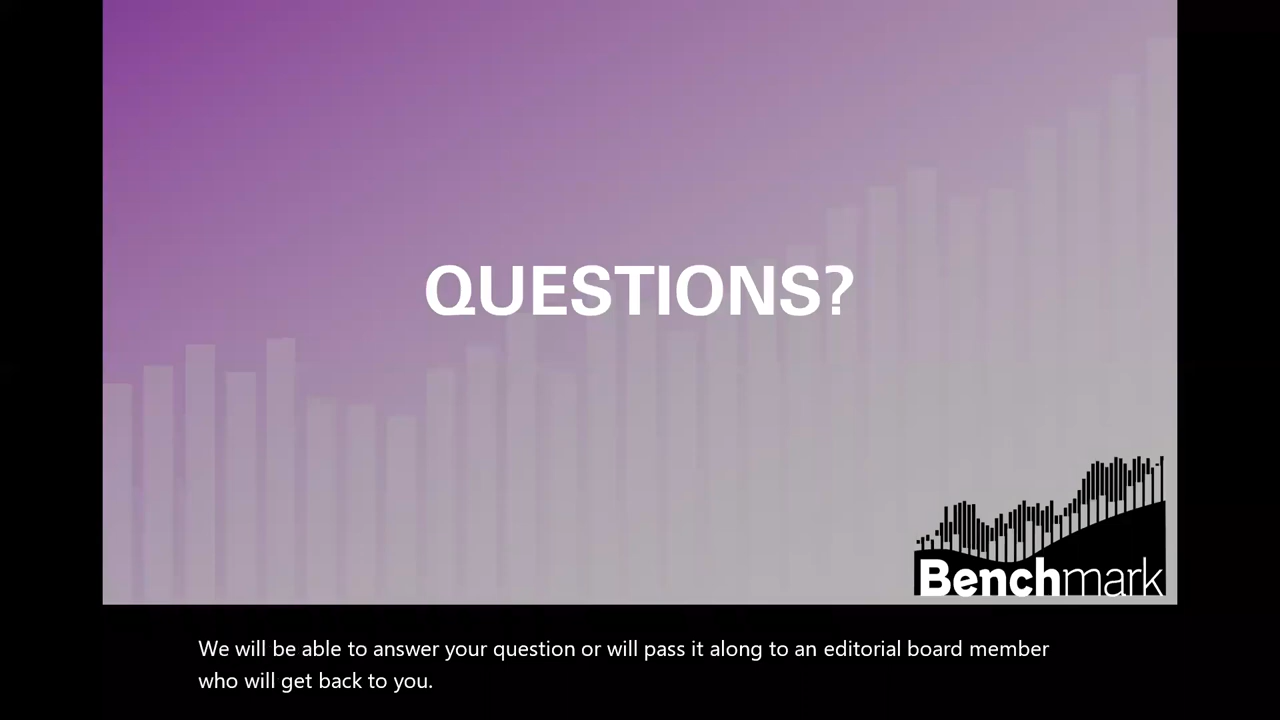 QUESTIONS?
Benchmark
We will be able to answer your question or will pass it along to an editorial board member
who will get back to you.